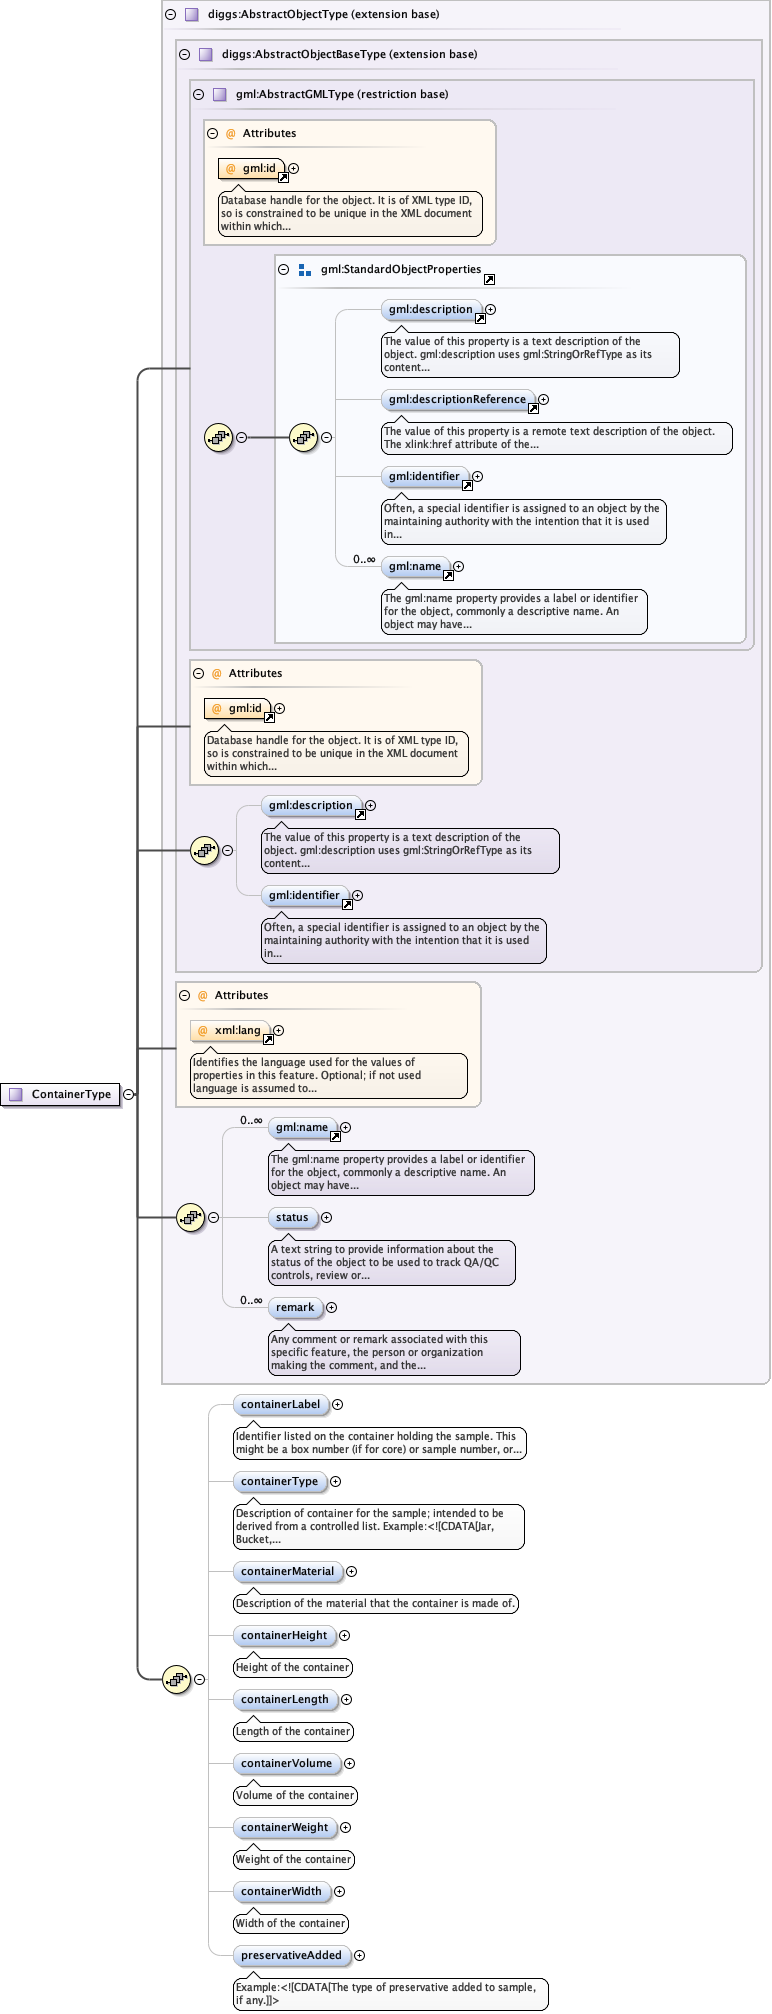 diggs:AbstractObjectType (extension base)
diggs:AbstractObjectBaseType (extension base)
gml:AbstractGMLType (restriction base)
@ Attributes
@ gml:id
Database handle for the object. It is of XML type ID,
so is constrained to be unique in the XML document
within which...
gml:StandardObjectProperties
gml:description
The value of this property is a text description of the
object. gml:description uses gml:StringOrRefType as its
content...
gml:descriptionReference
The value of this property is a remote text description of the object.
The xlink:href attribute of the...
gml:identifier
Often, a special identifier is assigned to an object by the
maintaining authority with the intention that it is used
in...
0..∞
gml:name
The gml:name property provides a label or identifier
for the object, commonly a descriptive name. An
object may have...
@ Attributes
@ gml:id
Database handle for the object. It is of XML type ID,
so is constrained to be unique in the XML document
within which...
gml:description
The value of this property is a text description of the
object. gml:description uses gml:StringOrRefType as its
content...
gml:identifier
Often, a special identifier is assigned to an object by the
maintaining authority with the intention that it is used
in...
@ Attributes
@ xml:lang
Identifies the language used for the values of
properties in this feature. Optional; if not used
language is assumed to...
ContainerType
0..∞
gml:name
The gml:name property provides a label or identifier
for the object, commonly a descriptive name. An
object may have...
status
A text string to provide information about the
status of the object to be used to track QA/QC
controls, review or...
0..∞
remark
Any comment or remark associated with this
specific feature, the person or organization
making the comment, and the...
containerLabel
Identifier listed on the container holding the sample. This
might be a box number (if for core) or sample number, or...
containerType
Description of container for the sample; intended to be
derived from a controlled list. Example:<![CDATA[Jar,
Bucket,...
containerMaterial
Description of the material that the container is made of.
containerHeight
Height of the container
containerLength
Length of the container
containerVolume
Volume of the container
containerWeight
Weight of the container
containerWidth
Width of the container
preservativeAdded
Example:<![CDATA[The type of preservative added to sample,
if any.]]>